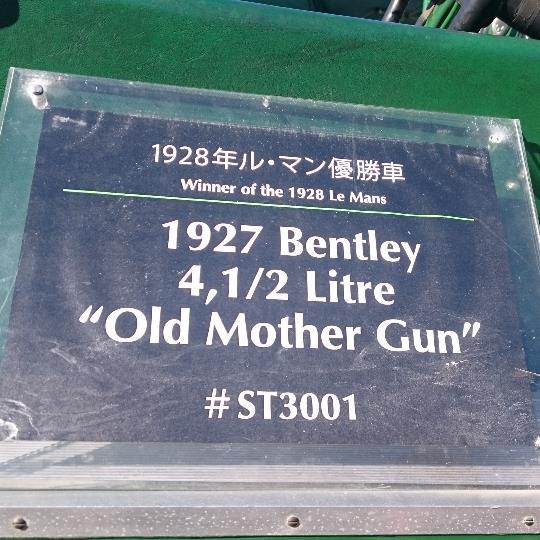 1928年ル・マン優勝車
Winner of the 1928 Le Mans
1927 Bentley
4,1/2 Litre
“Old Mother Gun”
#ST3001